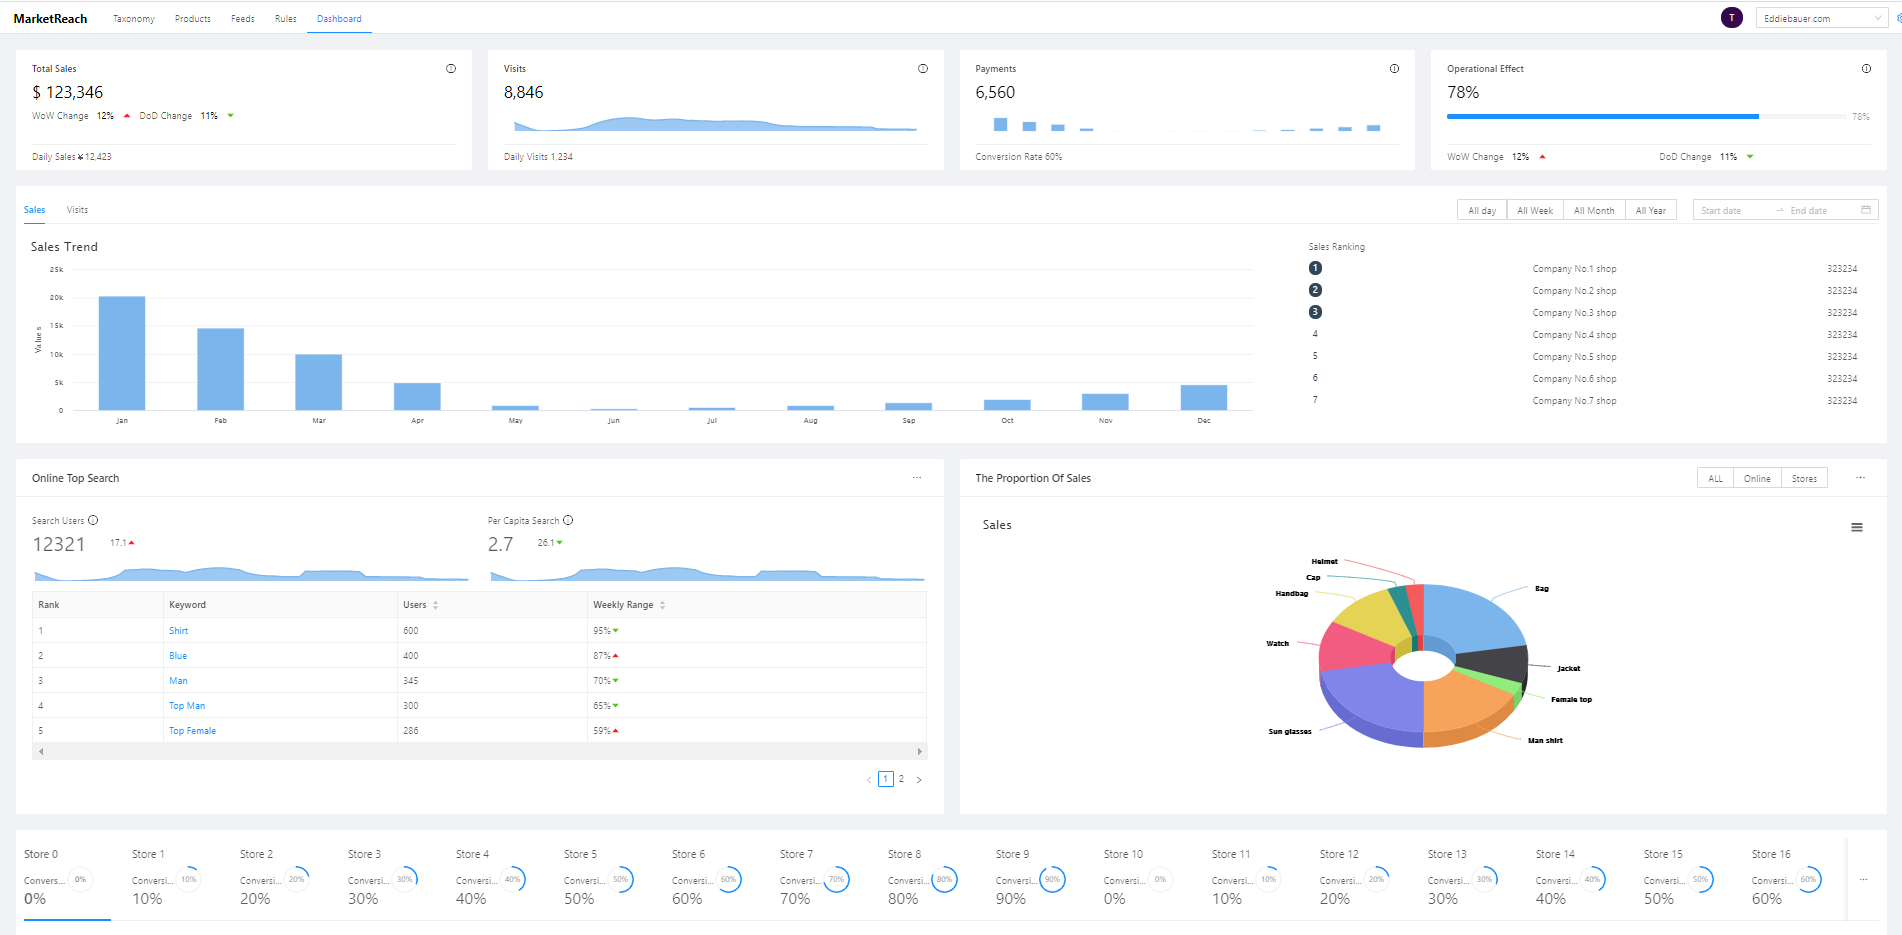 MarketReach Taxonomy Products Feeds Rules Dashboard T Eddiebauer.com
Total Sales
$ 123,346
WoW Change 12% DoD Change 11%
Daily Sales ¥ 12,423
Visits
8,846
Daily Visits 1,234
Payments
6,560
Conversion Rate 60%
Operational Effect
78%
78%
WoW Change 12% DoD Change 11%
Sales Visits
All day All Week All Month All Year Start date End date
Sales Trend
Values
25k
20k
15k
10k
5k
0
Jan Feb Mar Apr May Jun Jul Aug Sep Oct Nov Dec
Sales Ranking
1 Company No.1 shop 323234
2 Company No.2 shop 323234
3 Company No.3 shop 323234
4 Company No.4 shop 323234
5 Company No.5 shop 323234
6 Company No.6 shop 323234
7 Company No.7 shop 323234
Online Top Search ...
Search Users
12321 17.1
Per Capita Search
2.7 26.1
Rank Keyword Users Weekly Range
1 Shirt 600 95%
2 Blue 400 87%
3 Man 345 70%
4 Top Man 300 65%
5 Top Female 286 59%
< 1 2 >
The Proportion Of Sales ALL Online Stores ...
Sales
Helmet
Cap
Handbag
Watch
Sun glasses
Bag
Jacket
Female top
Man shirt
Store 0 Store 1 Store 2 Store 3 Store 4 Store 5 Store 6 Store 7 Store 8 Store 9 Store 10 Store 11 Store 12 Store 13 Store 14 Store 15 Store 16
Convers... 0% Conversi... 10% Conversi... 20% Conversi... 30% Conversi... 40% Conversi... 50% Conversi... 60% Conversi... 70% Conversi... 80% Conversi... 90% Conversi... 0% Conversi... 10% Conversi... 20% Conversi... 30% Conversi... 40% Conversi... 50% Conversi... 60% ...
0% 10% 20% 30% 40% 50% 60% 70% 80% 90% 0% 10% 20% 30% 40% 50% 60%